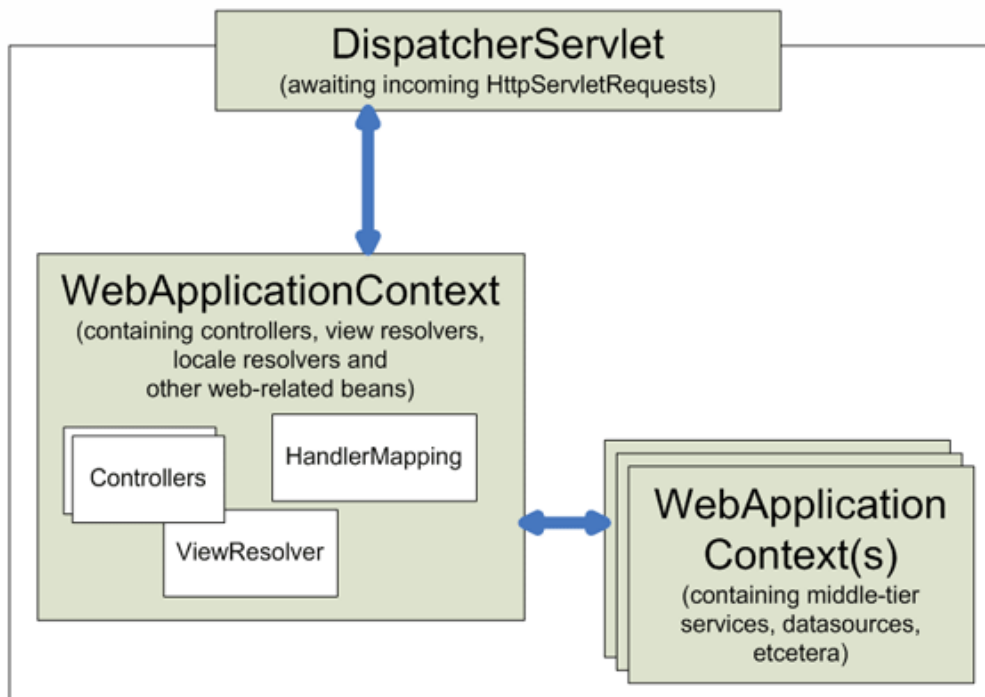 DispatcherServlet
(awaiting incoming HttpServletRequests)
WebApplicationContext
(containing controllers, view resolvers,
locale resolvers and
other web-related beans)
Controllers
HandlerMapping
ViewResolver
WebApplication
Context(s)
(containing middle-tier
services, datasources,
etcetera)